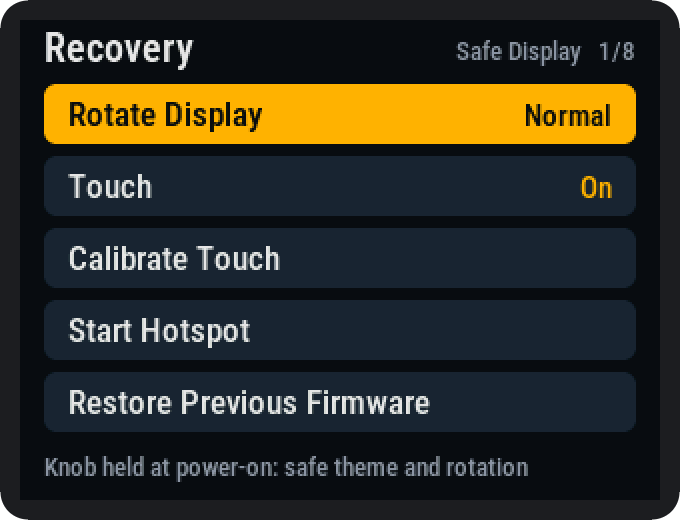 Recovery
Safe Display 1/8
Rotate Display Normal
Touch On
Calibrate Touch
Start Hotspot
Restore Previous Firmware
Knob held at power-on: safe theme and rotation